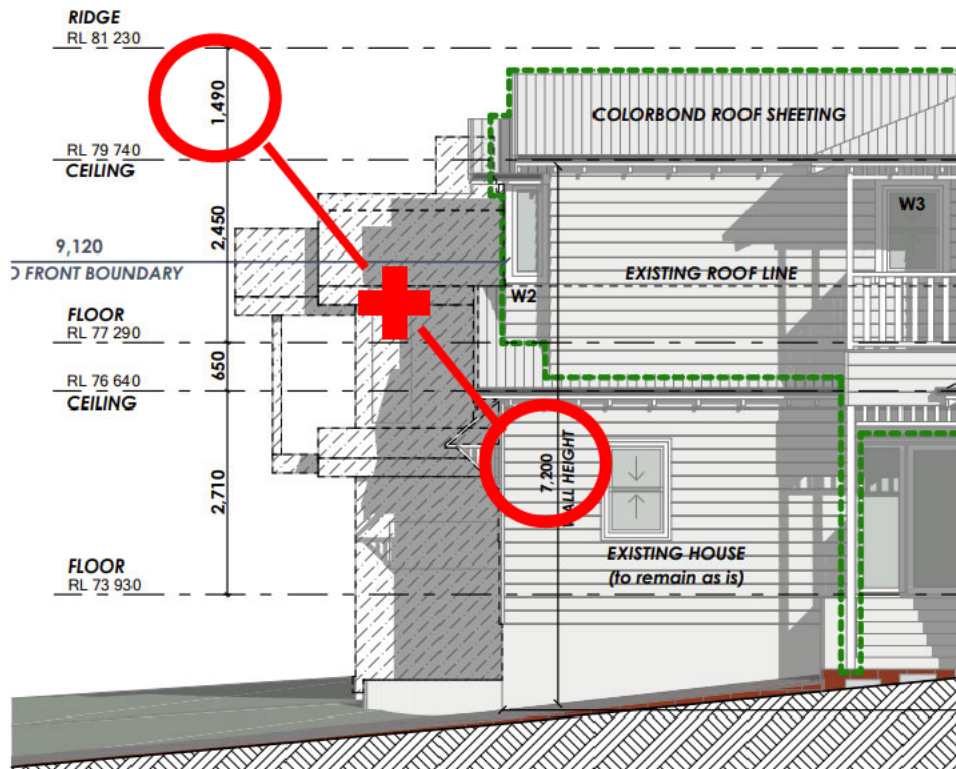 RIDGE
RL 81 230
1,490
COLORBOND ROOF SHEETING
RL 79 740
CEILING
2,450
W3
9,120
O FRONT BOUNDARY
EXISTING ROOF LINE
W2
FLOOR
RL 77 290
650
RL 76 640
CEILING
7,200
WALL HEIGHT
2,710
EXISTING HOUSE
(to remain as is)
FLOOR
RL 73 930